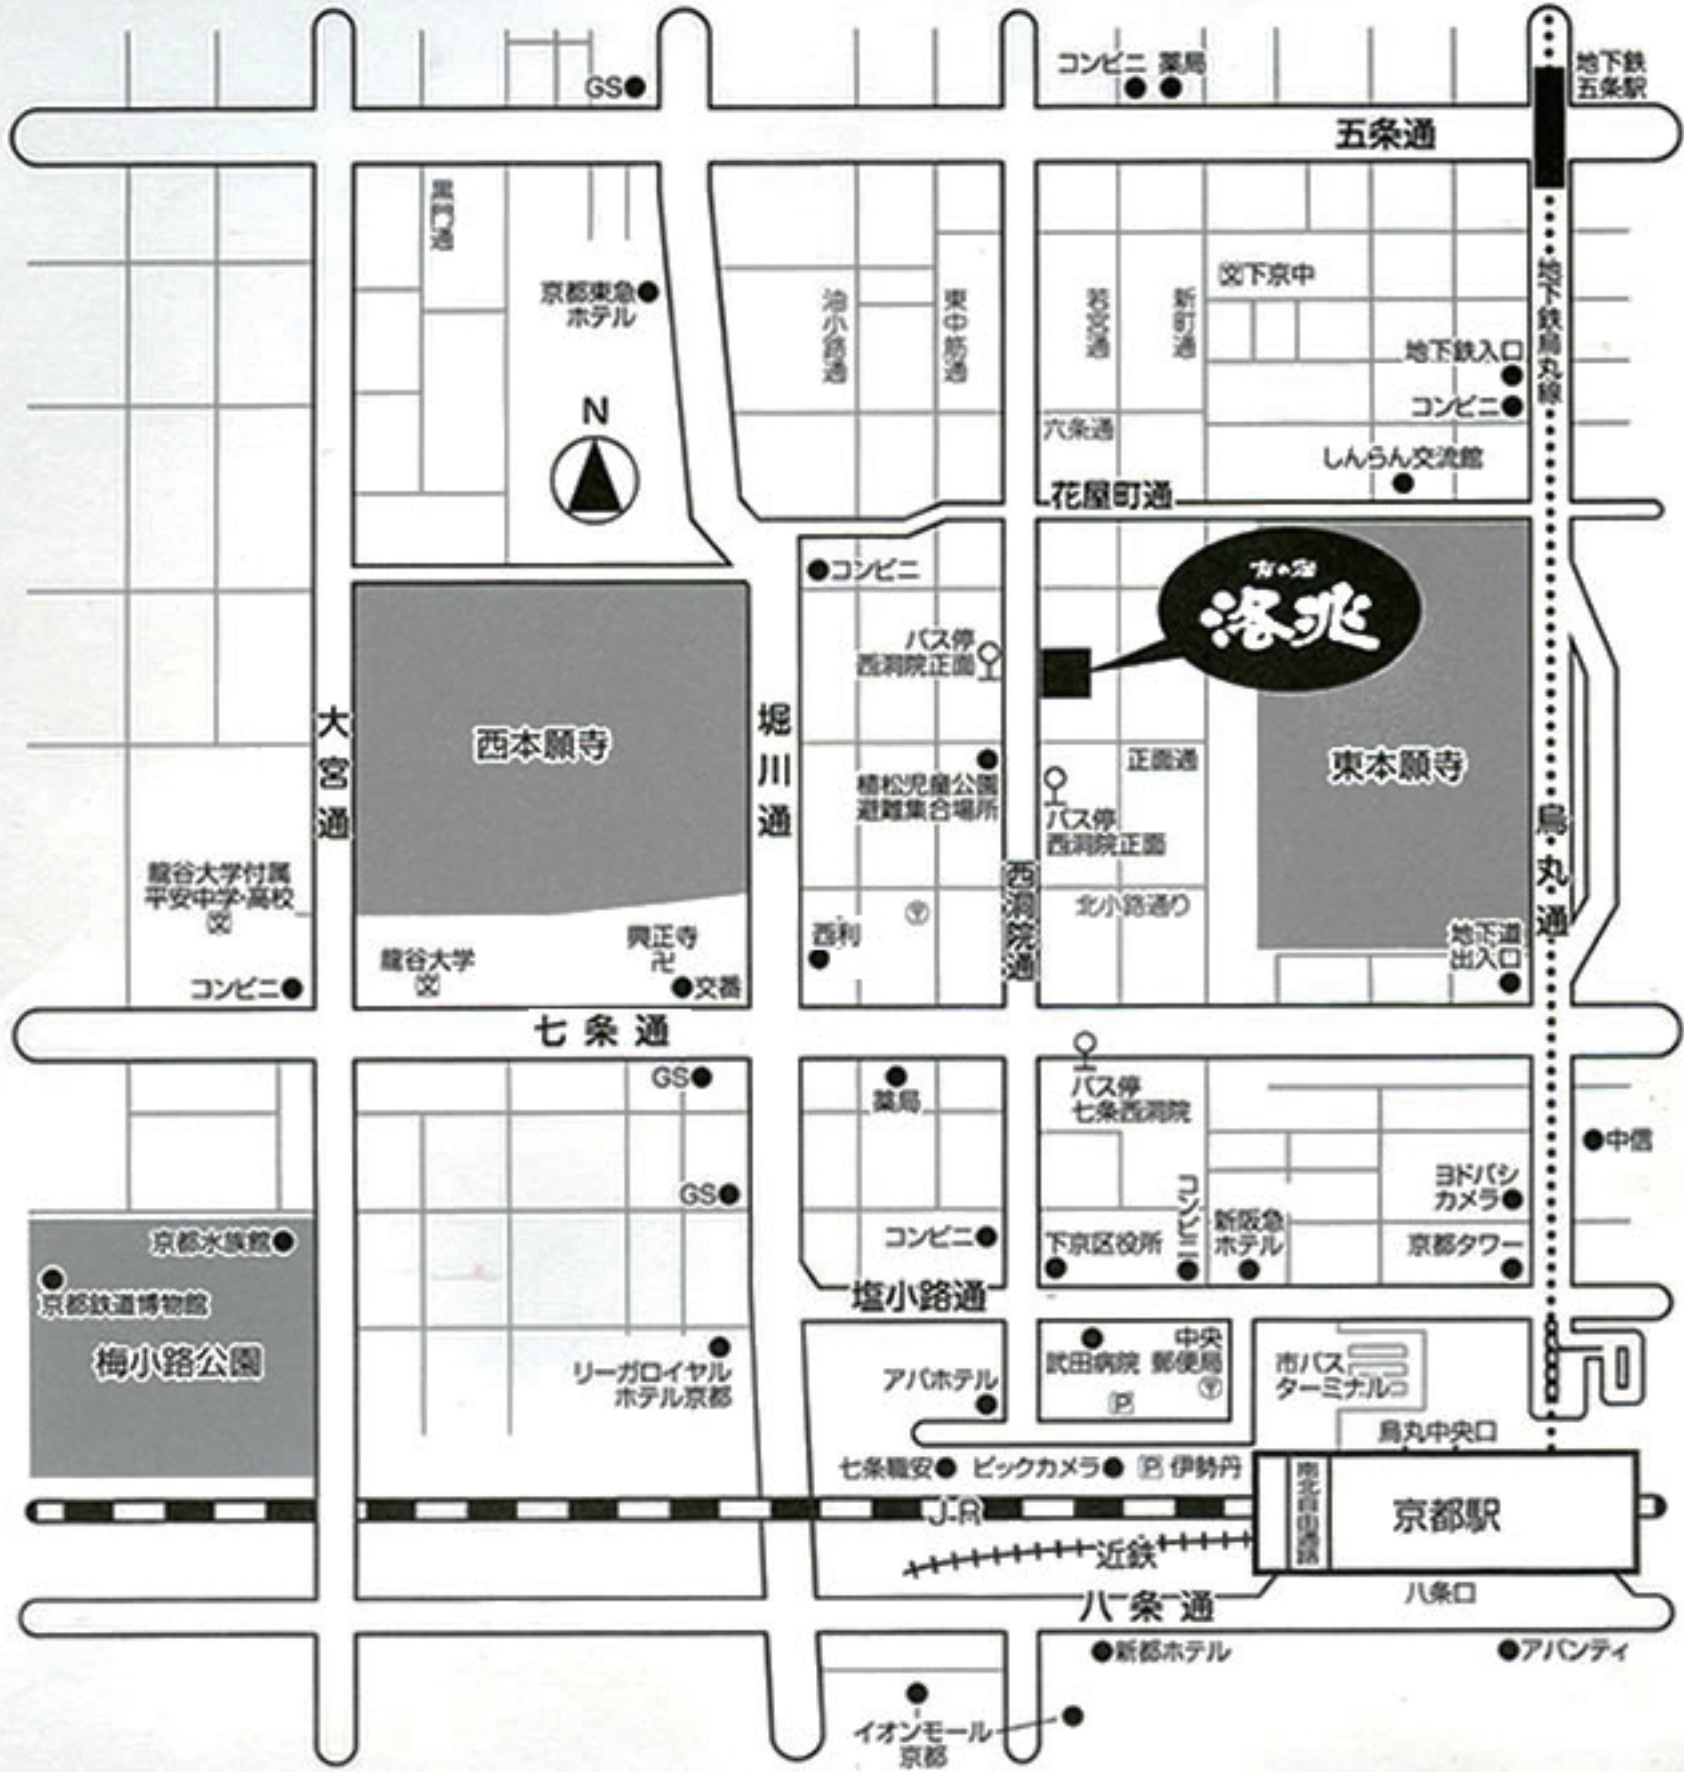 コンビニ 薬局
地下鉄
五条駅
GS
五条通
黒門通
下京中
京都東急
ホテル
油小路通
東中筋通
若宮通
新町通
地下鉄烏丸線
地下鉄入口
コンビニ
N
六条通
しんらん交流館
花屋町通
コンビニ
洛兆
バス停
西洞院正面
大宮通
西本願寺
堀川通
正面通
東本願寺
植松児童公園
避難集合場所
バス停
西洞院正面
烏丸通
龍谷大学付属
平安中学・高校
文
西洞院通
北小路通り
興正寺
卍
西利
〒
地下道
出入口
龍谷大学
文
コンビニ
交番
七条通
GS
薬局
バス停
七条西洞院
中信
GS
コンビニ
ヨドバシ
カメラ
京都水族館
コンビニ
下京区役所
新阪急
ホテル
京都タワー
京都鉄道博物館
塩小路通
梅小路公園
リーガロイヤル
ホテル京都
アパホテル
武田病院
中央
郵便局
〒
P
市バス
ターミナル
烏丸中央口
七条職安
ビックカメラ
P 伊勢丹
JR
南北自由通路
京都駅
近鉄
八条通
八条口
新都ホテル
アバンティ
イオンモール
京都